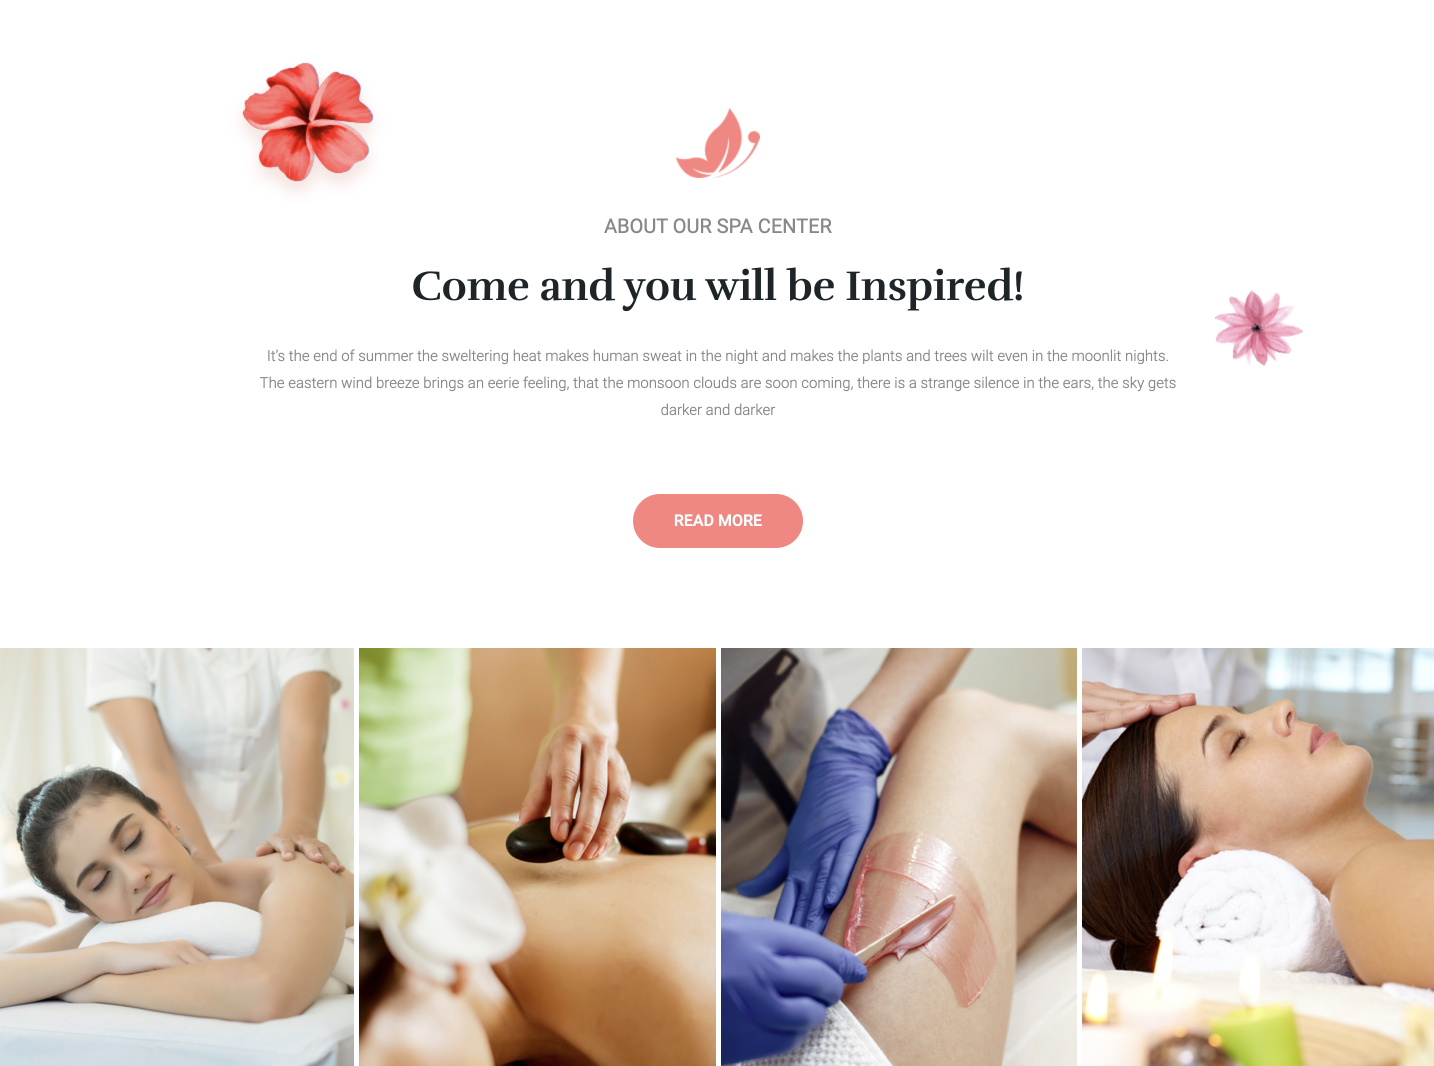 ABOUT OUR SPA CENTER
Come and you will be Inspired!
It’s the end of summer the sweltering heat makes human sweat in the night and makes the plants and trees wilt even in the moonlit nights.
The eastern wind breeze brings an eerie feeling, that the monsoon clouds are soon coming, there is a strange silence in the ears, the sky gets
darker and darker
READ MORE